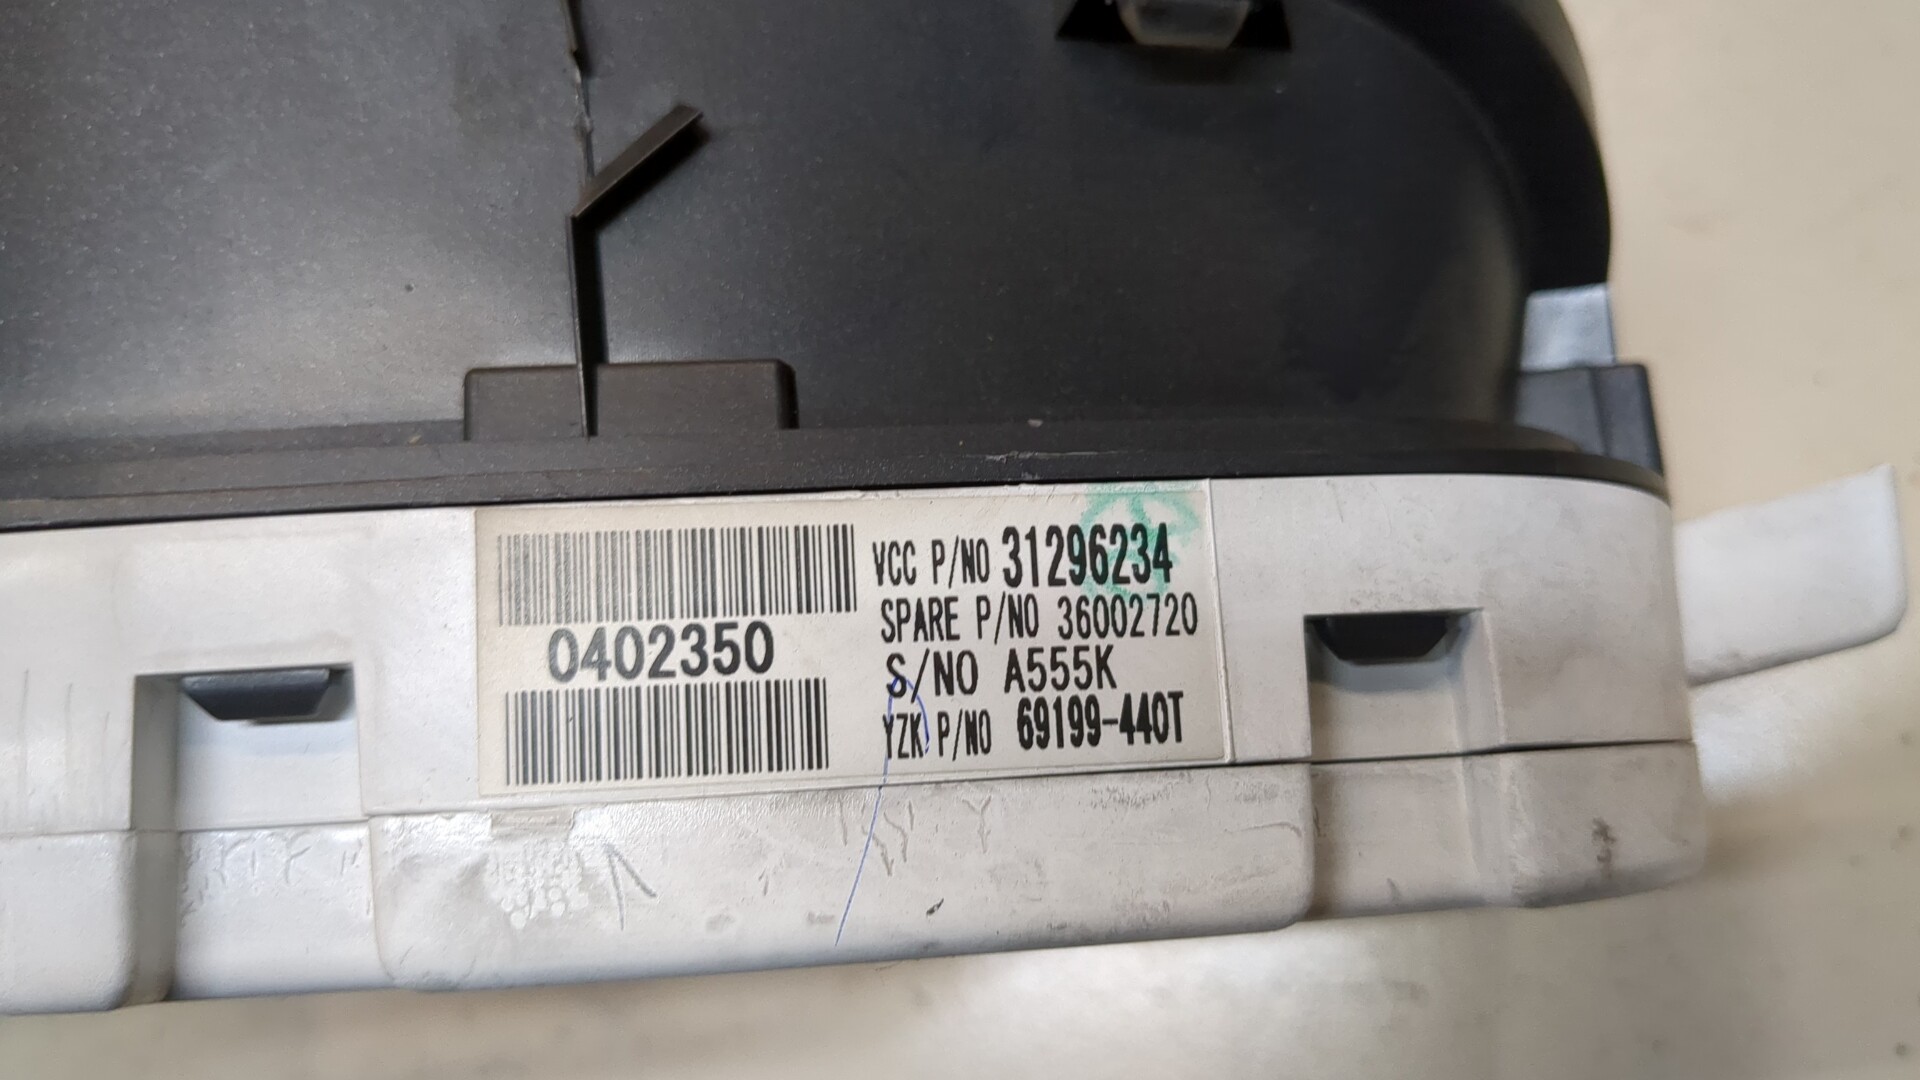 VCC P/NO 31296234
SPARE P/NO 36002720
0402350
S/NO A555K
YZK P/NO 69199-440T